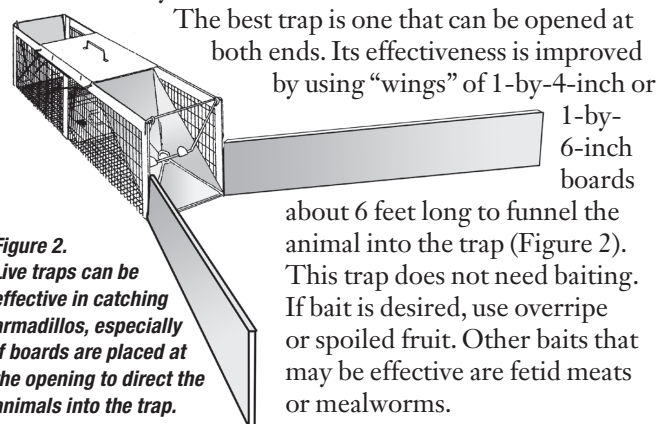 The best trap is one that can be opened at
both ends. Its effectiveness is improved
by using “wings” of 1-by-4-inch or
1-by-
6-inch
boards
about 6 feet long to funnel the
animal into the trap (Figure 2).
This trap does not need baiting.
If bait is desired, use overripe
or spoiled fruit. Other baits that
may be effective are fetid meats
or mealworms.
Figure 2.
Live traps can be
effective in catching
armadillos, especially
if boards are placed at
the opening to direct the
animals into the trap.